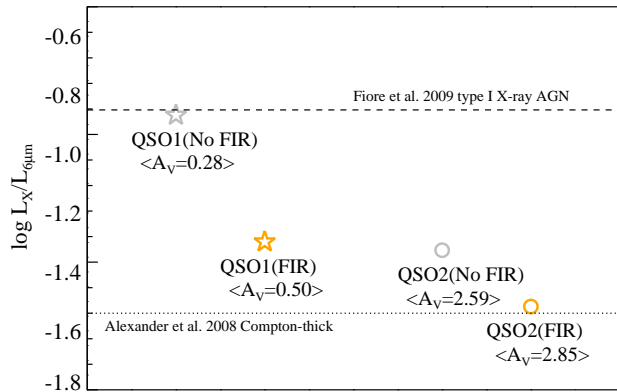 -0.6
Fiore et al. 2009 type I X-ray AGN
-0.8
QSO1(No FIR)
<A_V=0.28>
-1.0
log L_X/L_6μm
-1.2
QSO1(FIR)
<A_V=0.50>
QSO2(No FIR)
<A_V=2.59>
-1.4
Alexander et al. 2008 Compton-thick
QSO2(FIR)
<A_V=2.85>
-1.6
-1.8